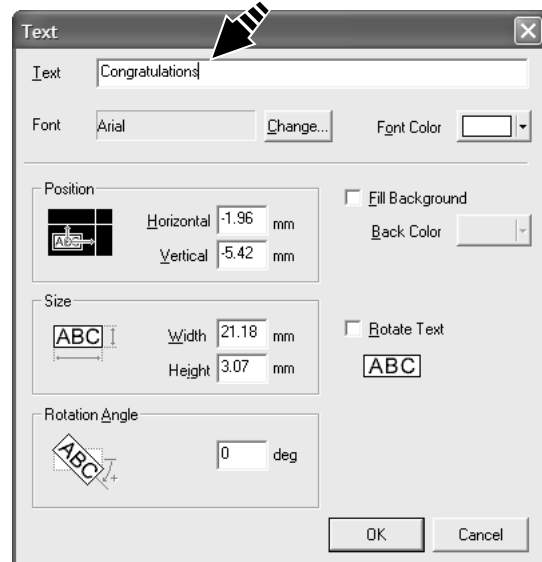 Text
Text Congratulations
Font Arial Change... Font Color
Position
ABC
Horizontal -1.96 mm
Vertical -5.42 mm
Fill Background
Back Color
Size
ABC
Width 21.18 mm
Height 3.07 mm
Rotate Text
ABC
Rotation Angle
ABC
0 deg
OK Cancel